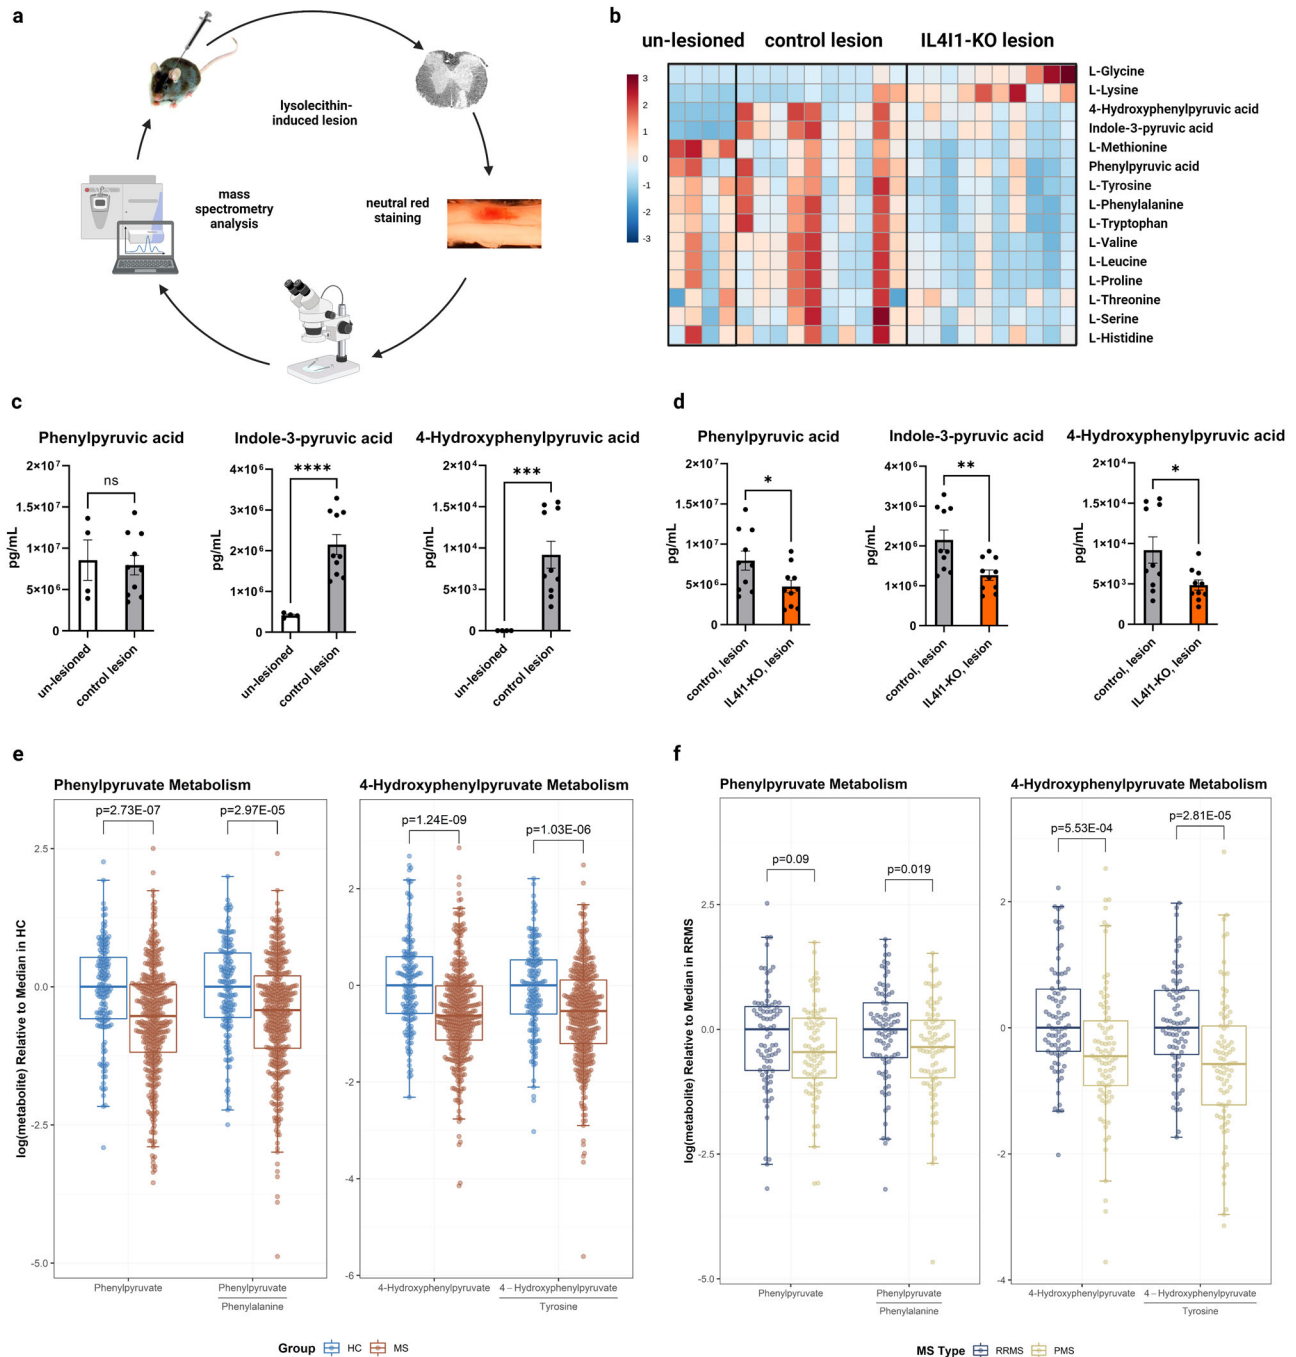 a
lysolecithin-
induced lesion
neutral red
staining
mass
spectrometry
analysis
b
un-lesioned
control lesion
IL4I1-KO lesion
3
2
1
0
-1
-2
-3
L-Glycine
L-Lysine
4-Hydroxyphenylpyruvic acid
Indole-3-pyruvic acid
L-Methionine
Phenylpyruvic acid
L-Tyrosine
L-Phenylalanine
L-Tryptophan
L-Valine
L-Leucine
L-Proline
L-Threonine
L-Serine
L-Histidine
c
Phenylpyruvic acid
2×10⁷
1.5×10⁷
1×10⁷
5×10⁶
0
pg/mL
ns
un-lesioned
control lesion
Indole-3-pyruvic acid
4×10⁶
3×10⁶
2×10⁶
1×10⁶
0
pg/mL
****
un-lesioned
control lesion
4-Hydroxyphenylpyruvic acid
2×10⁴
1.5×10⁴
1×10⁴
5×10³
0
pg/mL
***
un-lesioned
control lesion
d
Phenylpyruvic acid
2×10⁷
1.5×10⁷
1×10⁷
5×10⁶
0
pg/mL
*
control, lesion
IL4I1-KO, lesion
Indole-3-pyruvic acid
4×10⁶
3×10⁶
2×10⁶
1×10⁶
0
pg/mL
**
control, lesion
IL4I1-KO, lesion
4-Hydroxyphenylpyruvic acid
2×10⁴
1.5×10⁴
1×10⁴
5×10³
0
pg/mL
*
control, lesion
IL4I1-KO, lesion
e
Phenylpyruvate Metabolism
p=2.73E-07
p=2.97E-05
2.5
0.0
-2.5
-5.0
log(metabolite) Relative to Median in HC
Phenylpyruvate
Phenylpyruvate
Phenylalanine
4-Hydroxyphenylpyruvate Metabolism
p=1.24E-09
p=1.03E-06
2
0
-2
-4
-6
4-Hydroxyphenylpyruvate
4−Hydroxyphenylpyruvate
Tyrosine
Group HC MS
f
Phenylpyruvate Metabolism
p=0.09
p=0.019
2.5
0.0
-2.5
-5.0
log(metabolite) Relative to Median in RRMS
Phenylpyruvate
Phenylpyruvate
Phenylalanine
4-Hydroxyphenylpyruvate Metabolism
p=5.53E-04
p=2.81E-05
2
0
-2
-4
4-Hydroxyphenylpyruvate
4−Hydroxyphenylpyruvate
Tyrosine
MS Type RRMS PMS